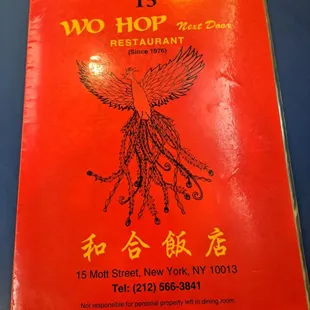 15
WO HOP Next Door
RESTAURANT
(Since 1976)
和合飯店
15 Mott Street, New York, NY 10013
Tel: (212) 566-3841
Not responsible for personal property left in dining room